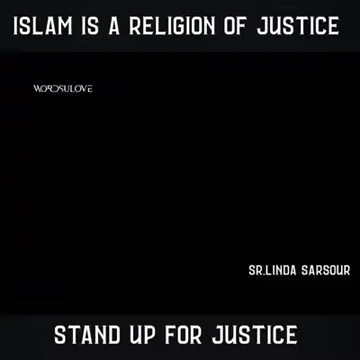 ISLAM IS A RELIGION OF JUSTICE
WORDSULOVE
SR.LINDA SARSOUR
STAND UP FOR JUSTICE